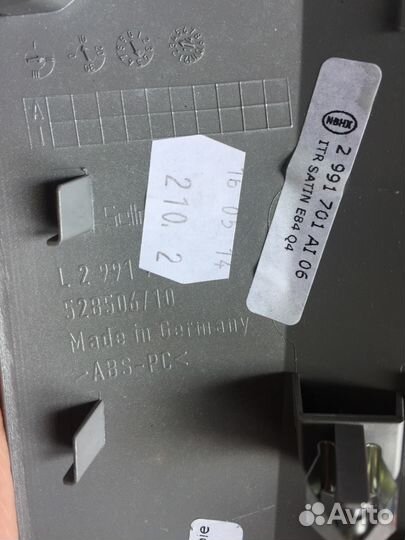 A
I
NBHX
2 991 701 AI 06
ITR SATIN E84 Q4
16 05 14
210. 2
L 2 991
528506/10
Made in Germany
>ABS-PC<
Avito